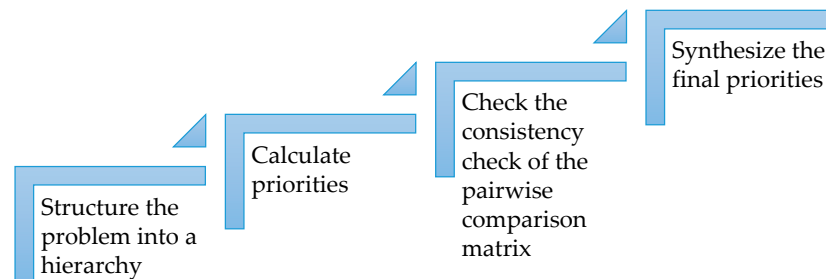 Structure the
problem into a
hierarchy
Calculate
priorities
Check the
consistency
check of the
pairwise
comparison
matrix
Synthesize the
final priorities